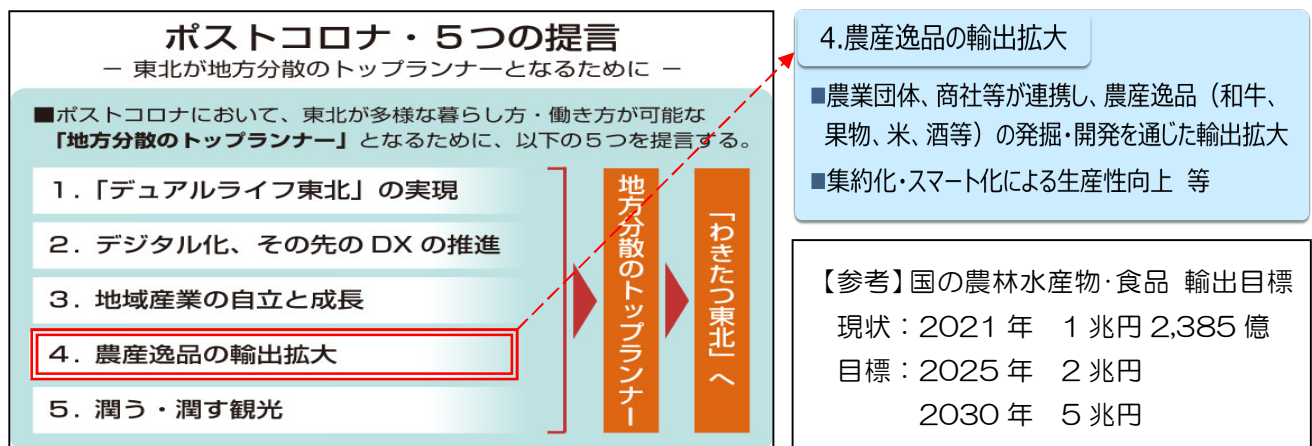 ポストコロナ・５つの提言
－ 東北が地方分散のトップランナーとなるために －
■ポストコロナにおいて、東北が多様な暮らし方・働き方が可能な
「地方分散のトップランナー」となるために、以下の５つを提言する。
１.「デュアルライフ東北」の実現
２. デジタル化、その先の DX の推進
３. 地域産業の自立と成長
４. 農産逸品の輸出拡大
５. 潤う・潤す観光
地方分散のトップランナー
「わきたつ東北」へ
4.農産逸品の輸出拡大
■農業団体、商社等が連携し、農産逸品（和牛、
果物、米、酒等）の発掘・開発を通じた輸出拡大
■集約化・スマート化による生産性向上 等
【参考】国の農林水産物・食品 輸出目標
現状：2021 年 1 兆円 2,385 億
目標：2025 年 2 兆円
2030 年 5 兆円